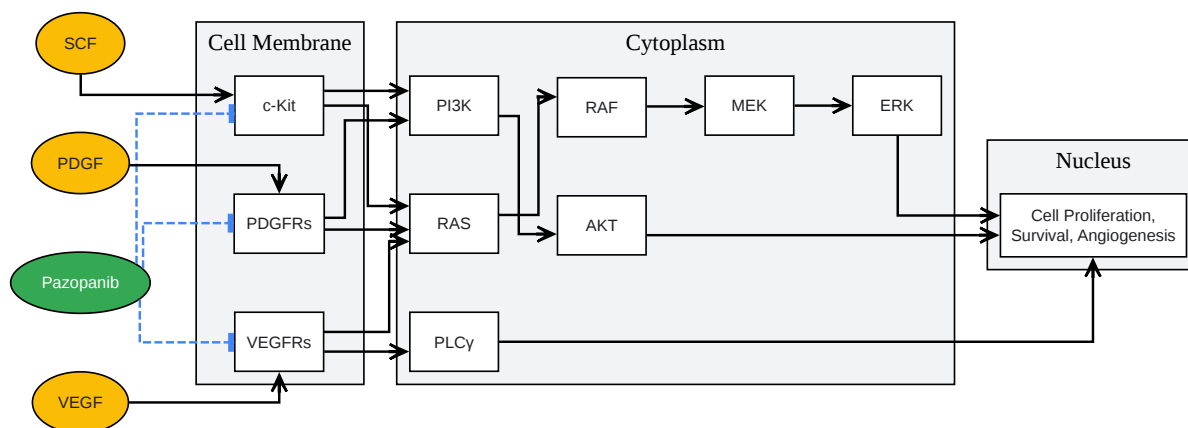 SCF
Cell Membrane
Cytoplasm
c-Kit
PI3K
RAF
MEK
ERK
PDGF
Nucleus
PDGFRs
RAS
AKT
Cell Proliferation,
Survival, Angiogenesis
Pazopanib
VEGFRs
PLCγ
VEGF